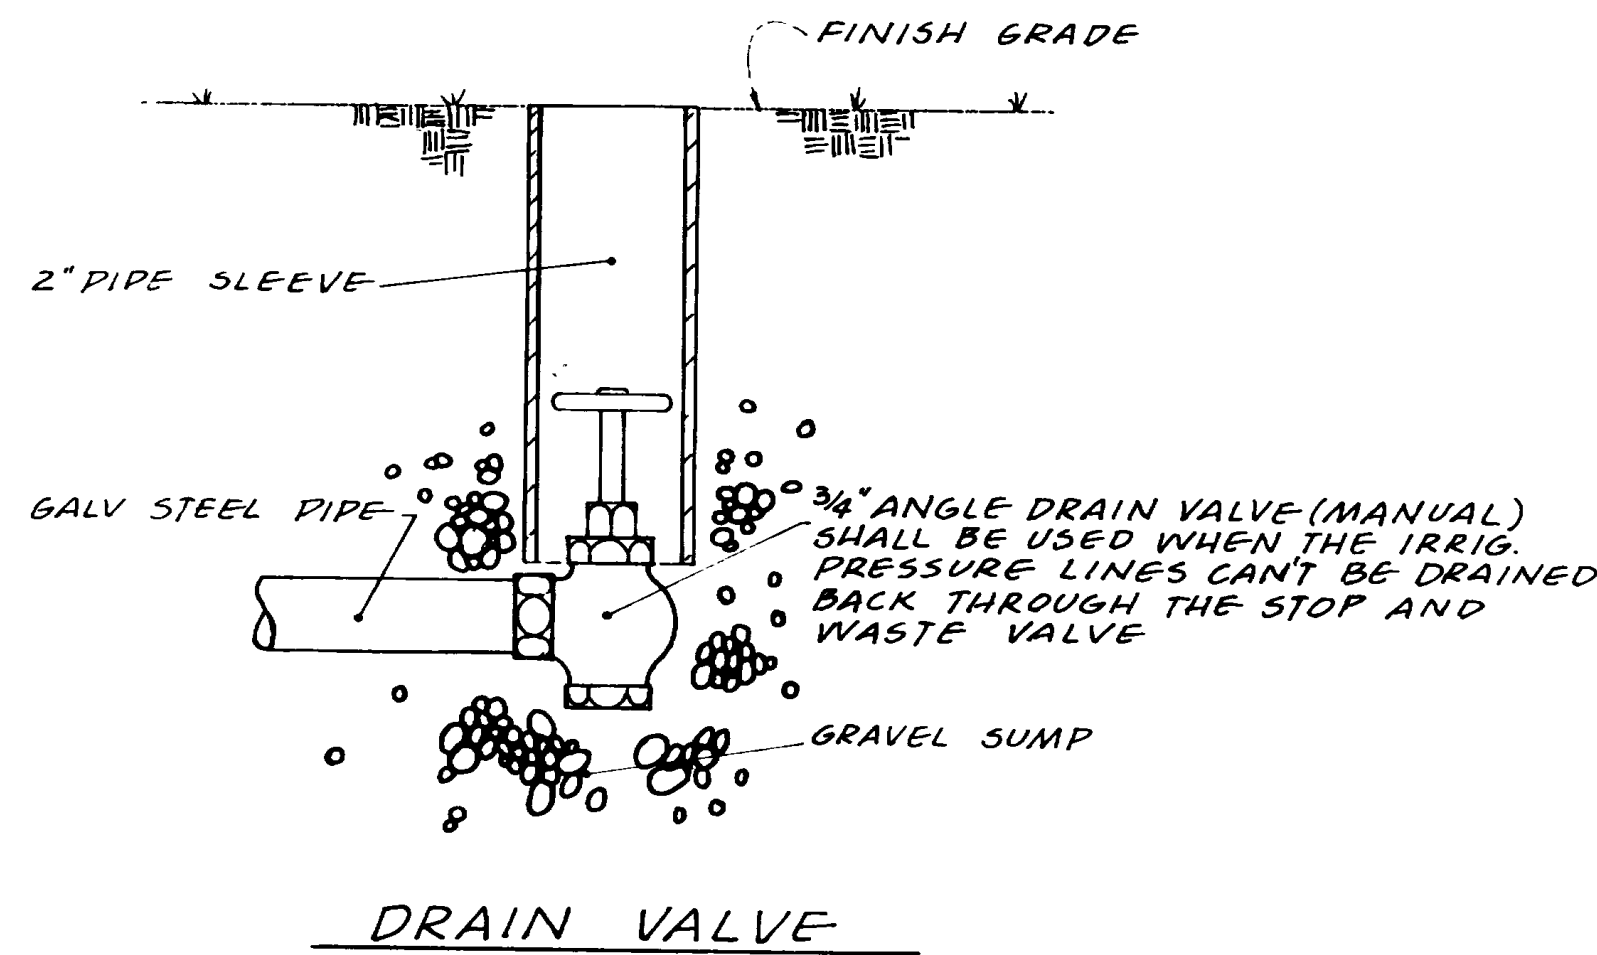 FINISH GRADE
2" PIPE SLEEVE
GALV STEEL PIPE
3/4" ANGLE DRAIN VALVE (MANUAL)
SHALL BE USED WHEN THE IRRIG.
PRESSURE LINES CAN'T BE DRAINED
BACK THROUGH THE STOP AND
WASTE VALVE
GRAVEL SUMP
DRAIN VALVE